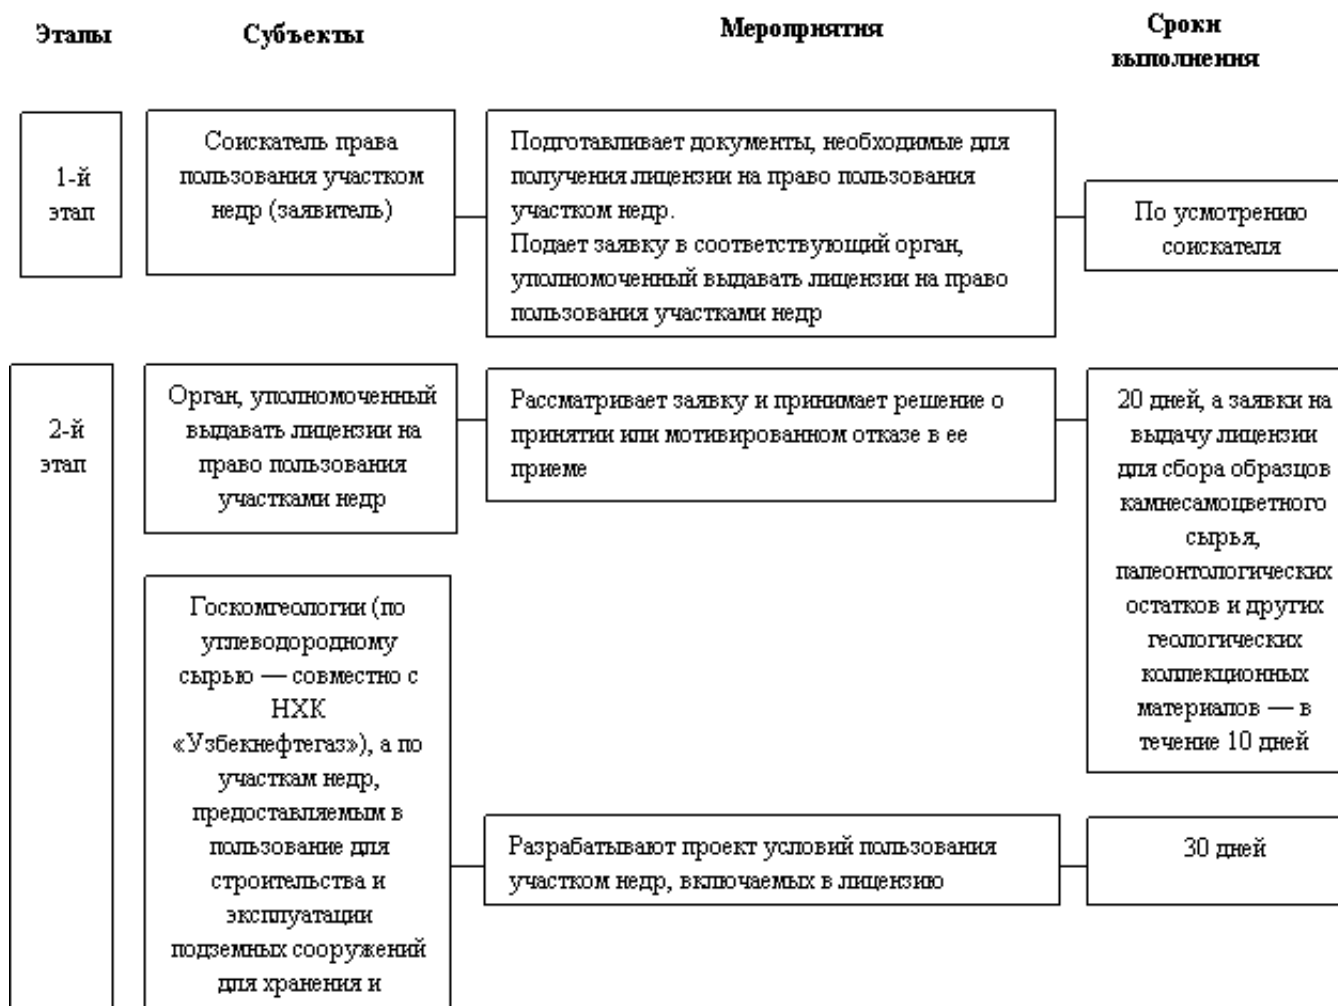 Этапы
Субъекты
Мероприятия
Сроки
выполнения
1-й
этап
Соискатель права
пользования участком
недр (заявитель)
Подготавливает документы, необходимые для
получения лицензии на право пользования
участком недр.
Подает заявку в соответствующий орган,
уполномоченный выдавать лицензии на право
пользования участками недр
По усмотрению
соискателя
2-й
этап
Орган, уполномоченный
выдавать лицензии на
право пользования
участками недр
Рассматривает заявку и принимает решение о
принятии или мотивированном отказе в ее
приеме
20 дней, а заявки на
выдачу лицензии
для сбора образцов
камнесамоцветного
сырья,
палеонтологических
остатков и других
геологических
коллекционных
материалов — в
течение 10 дней
Госкомгеологии (по
углеводородному
сырью — совместно с
НХК
«Узбекнефтегаз»), а по
участкам недр,
предоставляемым в
пользование для
строительства и
эксплуатации
подземных сооружений
для хранения и
Разрабатывают проект условий пользования
участком недр, включаемых в лицензию
30 дней